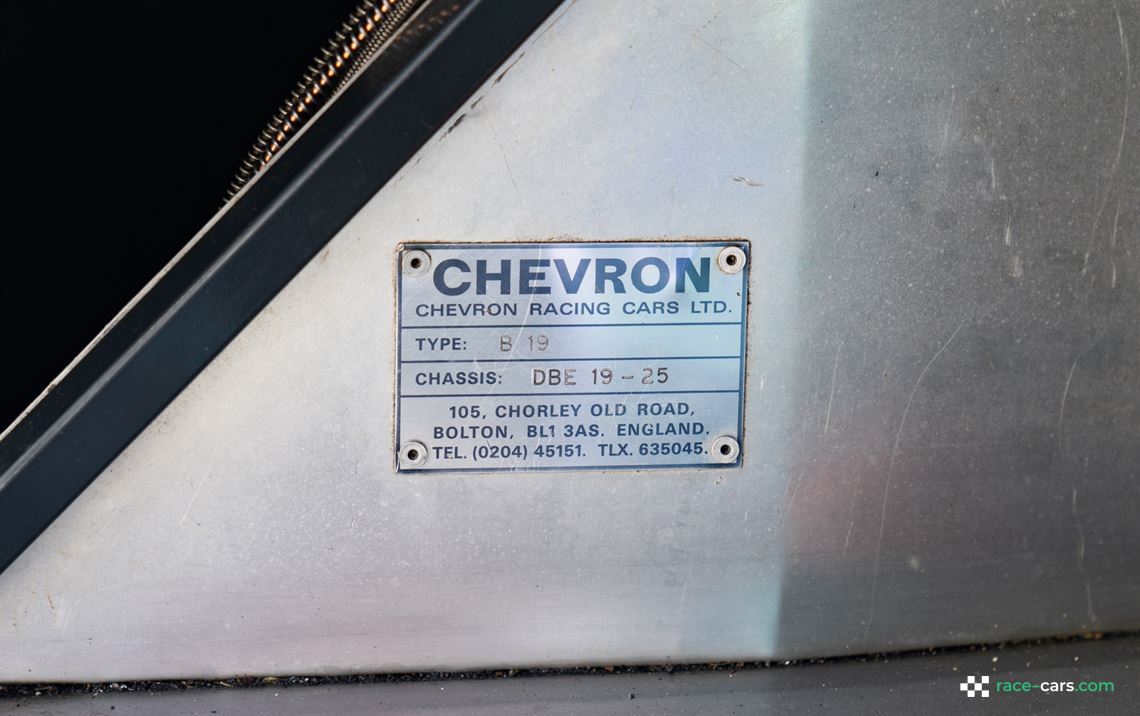 CHEVRON
CHEVRON RACING CARS LTD.
TYPE: B 19
CHASSIS: DBE 19-25
105, CHORLEY OLD ROAD,
BOLTON, BL1 3AS. ENGLAND.
TEL. (0204) 45151. TLX. 635045.
race-cars.com